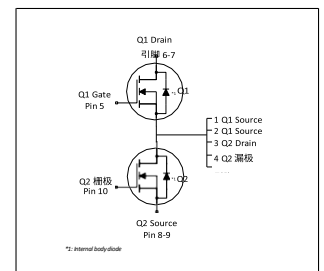 Q1 Drain
引脚 6-7
Q1 Gate
Pin 5
*1 Q1
1 Q1 Source
2 Q1 Source
3 Q2 Drain
4 Q2 漏极
Q2 栅极
Pin 10
*1 Q2
Q2 Source
Pin 8-9
*1: Internal body diode